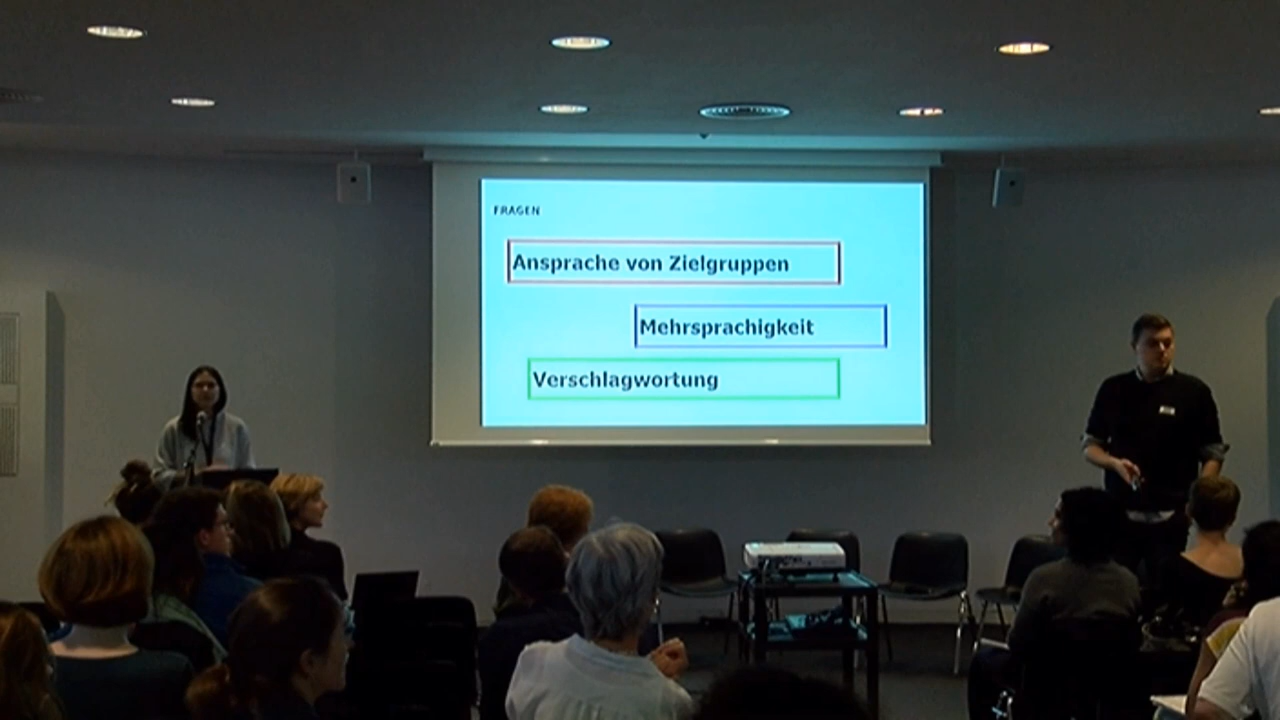 FRAGEN
Ansprache von Zielgruppen
Mehrsprachigkeit
Verschlagwortung